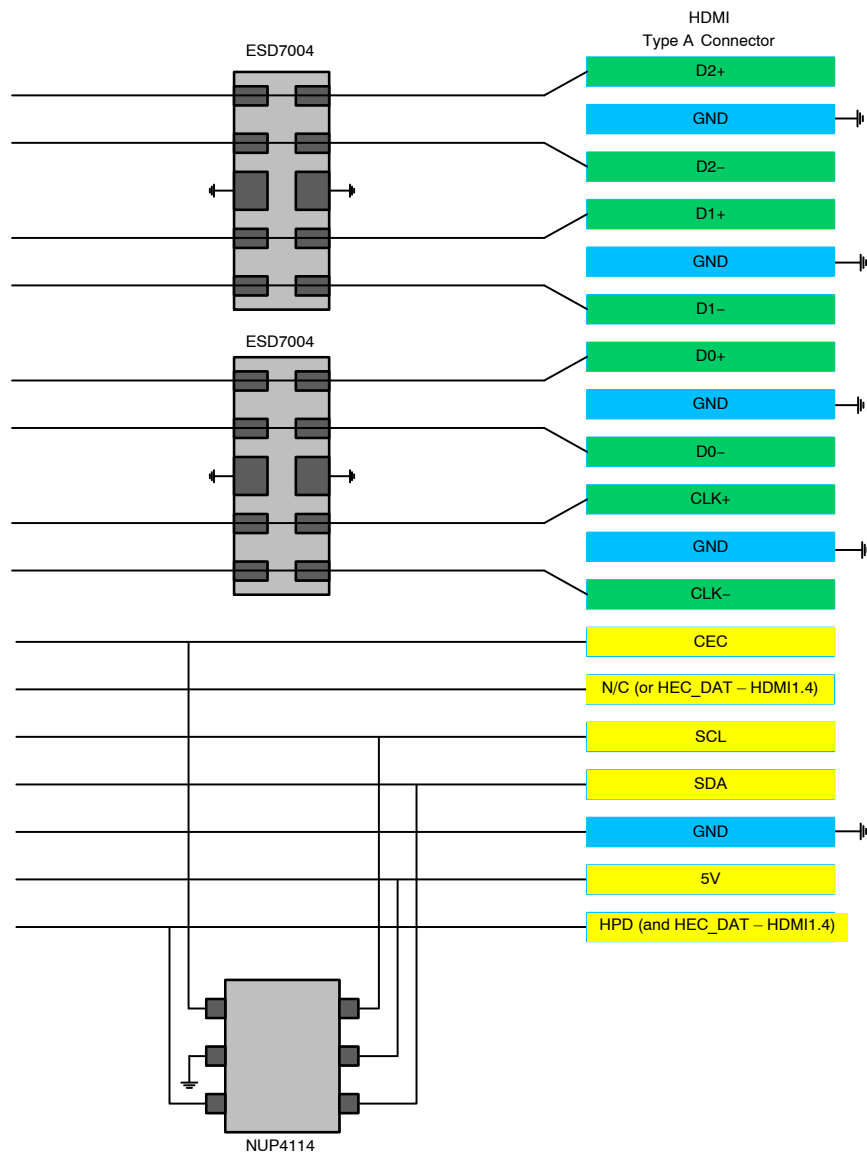 HDMI
Type A Connector
ESD7004
D2+
GND
D2−
D1+
GND
D1−
ESD7004
D0+
GND
D0−
CLK+
GND
CLK−
CEC
N/C (or HEC_DAT – HDMI1.4)
SCL
SDA
GND
5V
HPD (and HEC_DAT – HDMI1.4)
NUP4114